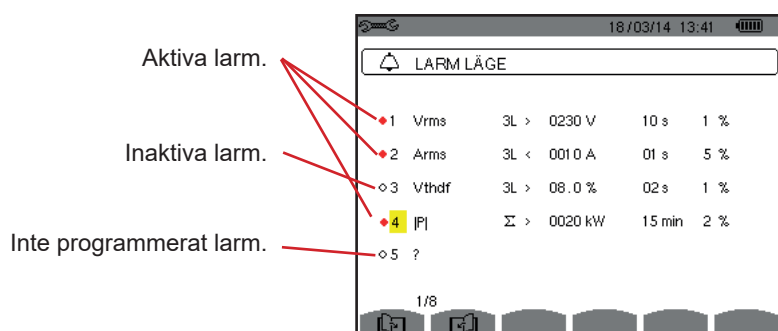 18/03/14 13:41
LARM LÄGE
Aktiva larm.
Inaktiva larm.
Inte programmerat larm.
1 Vrms 3L > 0230 V 10 s 1 %
2 Arms 3L < 0010 A 01 s 5 %
3 Vthdf 3L > 08.0 % 02 s 1 %
4 |P| Σ > 0020 kW 15 min 2 %
5 ?
1/8